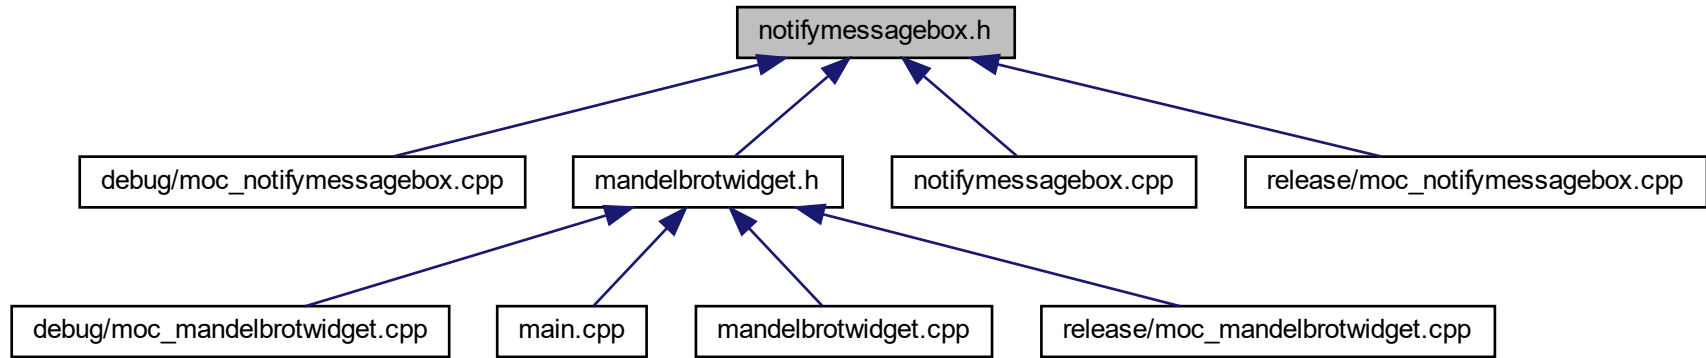 notifymessagebox.h
debug/moc_notifymessagebox.cpp
mandelbrotwidget.h
notifymessagebox.cpp
release/moc_notifymessagebox.cpp
debug/moc_mandelbrotwidget.cpp
main.cpp
mandelbrotwidget.cpp
release/moc_mandelbrotwidget.cpp